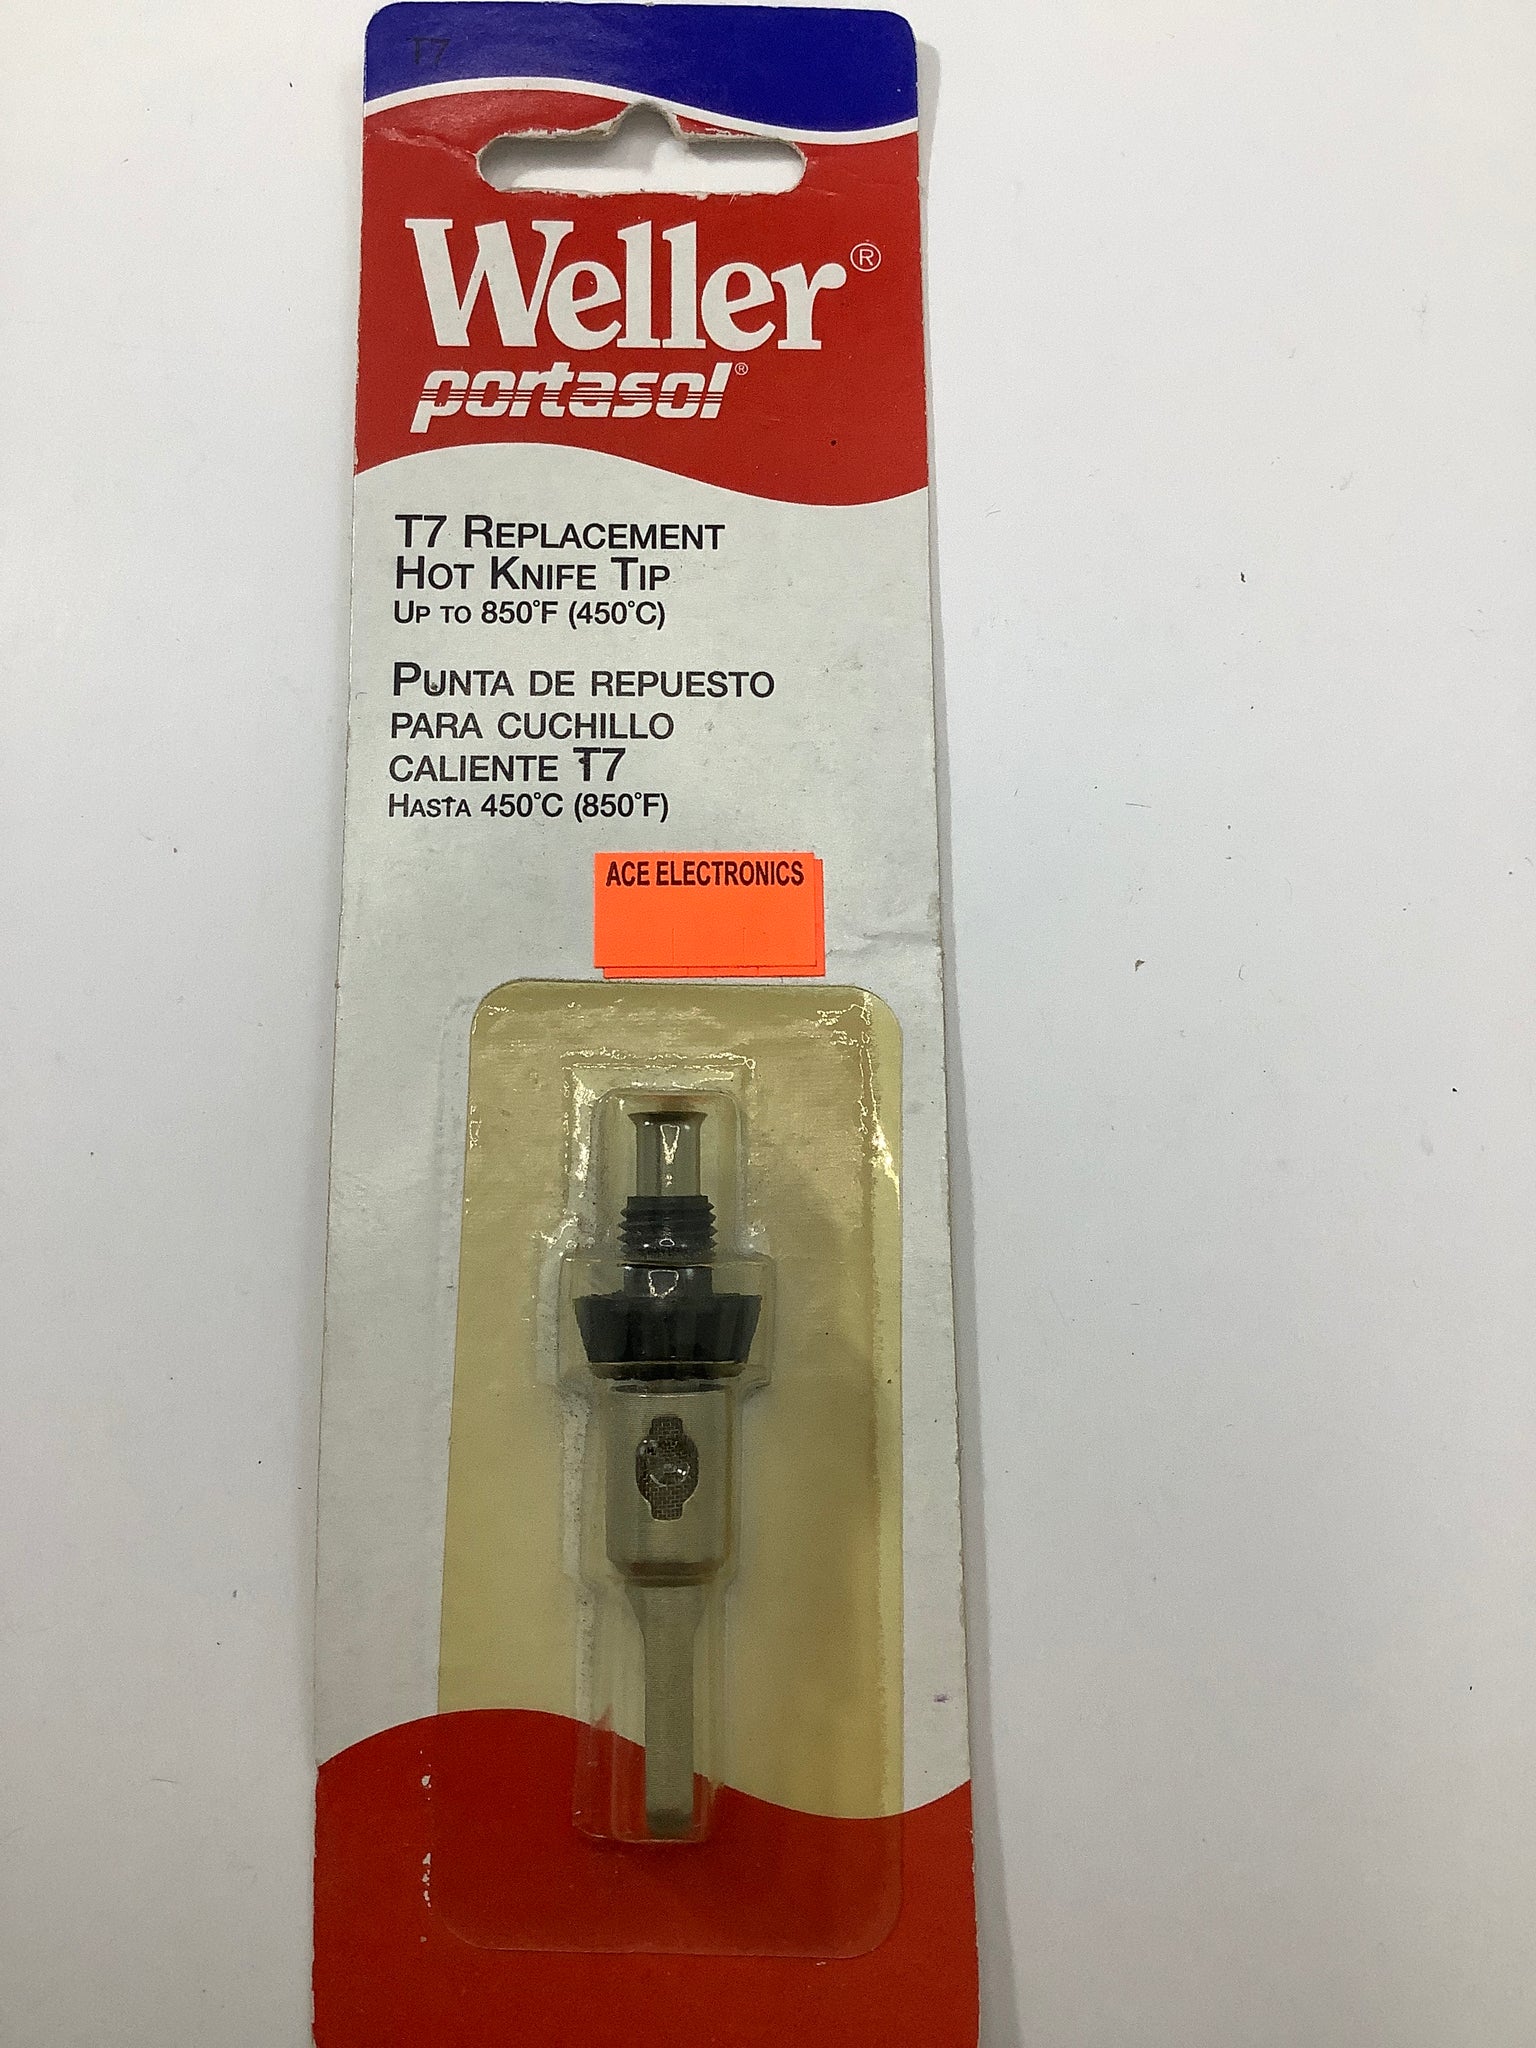 T7
Weller®
portasol®
T7 REPLACEMENT
HOT KNIFE TIP
UP TO 850°F (450°C)
PUNTA DE REPUESTO
PARA CUCHILLO
CALIENTE T7
HASTA 450°C (850°F)
ACE ELECTRONICS